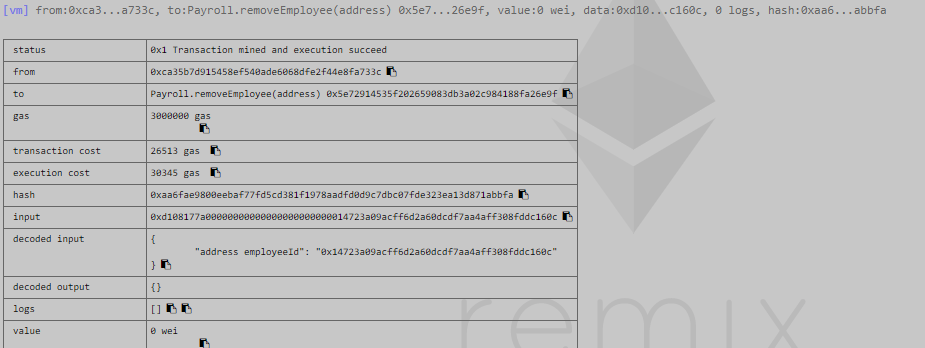 [vm] from:0xca3...a733c, to:Payroll.removeEmployee(address) 0x5e7...26e9f, value:0 wei, data:0xd10...c160c, 0 logs, hash:0xaa6...abbfa
status 0x1 Transaction mined and execution succeed
from 0xca35b7d915458ef540ade6068dfe2f44e8fa733c
to Payroll.removeEmployee(address) 0x5e72914535f202659083db3a02c984188fa26e9f
gas 3000000 gas
transaction cost 26513 gas
execution cost 30345 gas
hash 0xaa6fae9800eebaf77fd5cd381f1978aadfd0d9c7dbc07fde323ea13d871abbfa
input 0xd108177a00000000000000000000000014723a09acff6d2a60dcdf7aa4aff308fddc160c
decoded input {
"address employeeId": "0x14723a09acff6d2a60dcdf7aa4aff308fddc160c"
}
decoded output {}
logs []
value 0 wei
remix